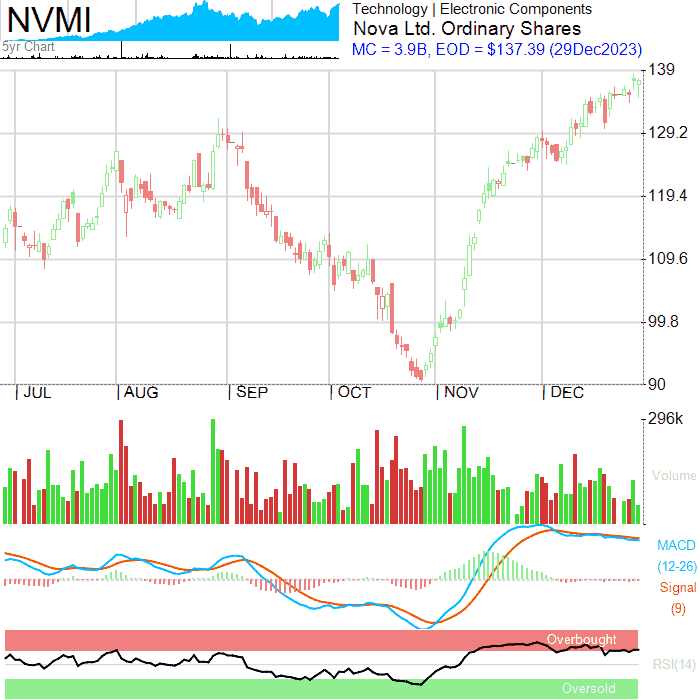 NVMI
5yr Chart
Technology | Electronic Components
Nova Ltd. Ordinary Shares
MC = 3.9B, EOD = $137.39 (29Dec2023)
139
129.2
119.4
109.6
99.8
90
JUL AUG SEP OCT NOV DEC
296k
Volume
MACD
(12-26)
Signal
(9)
Overbought
RSI(14)
Oversold